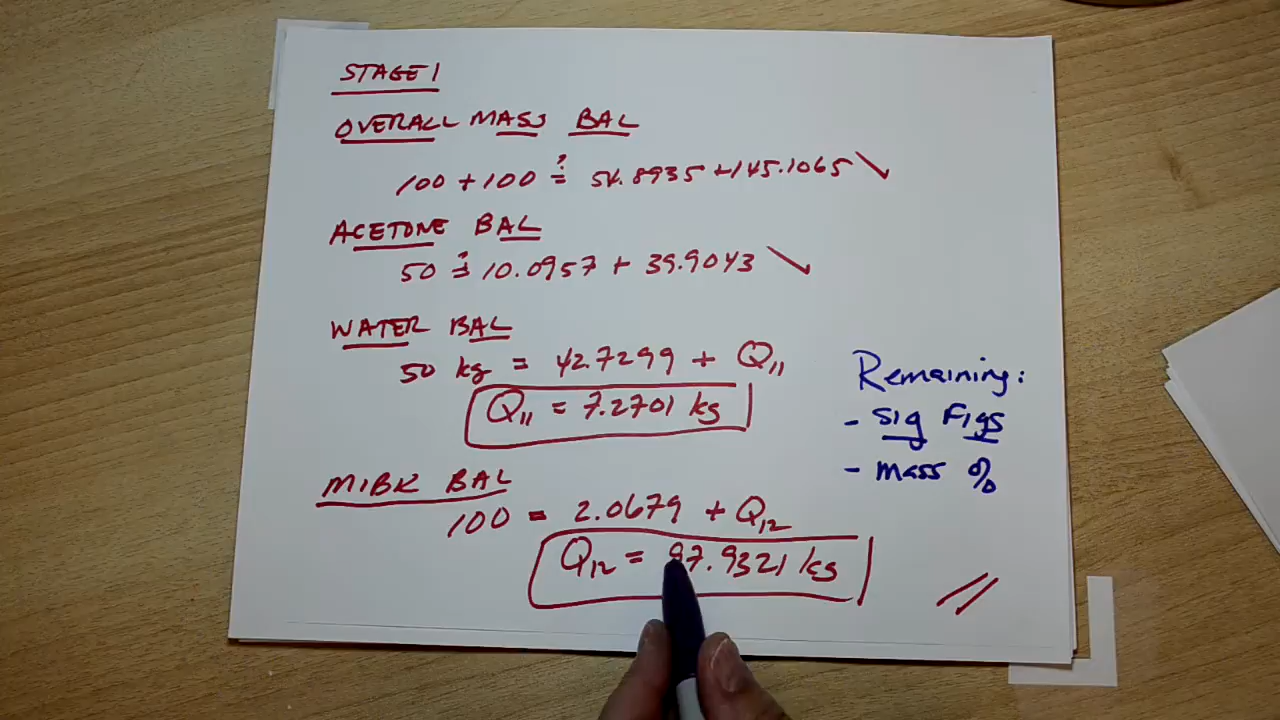 STAGE 1
OVERALL MASS BAL
100 + 100 ≟ 54.8935 + 145.1065 \
ACETONE BAL
50 ≟ 10.0957 + 39.9043 \
WATER BAL
50 kg = 42.7299 + Q11
Q11 = 7.2701 kg
Remaining:
- Sig Figs
- mass %
MIBK BAL
100 = 2.0679 + Q12
Q12 = 97.9321 kg
//